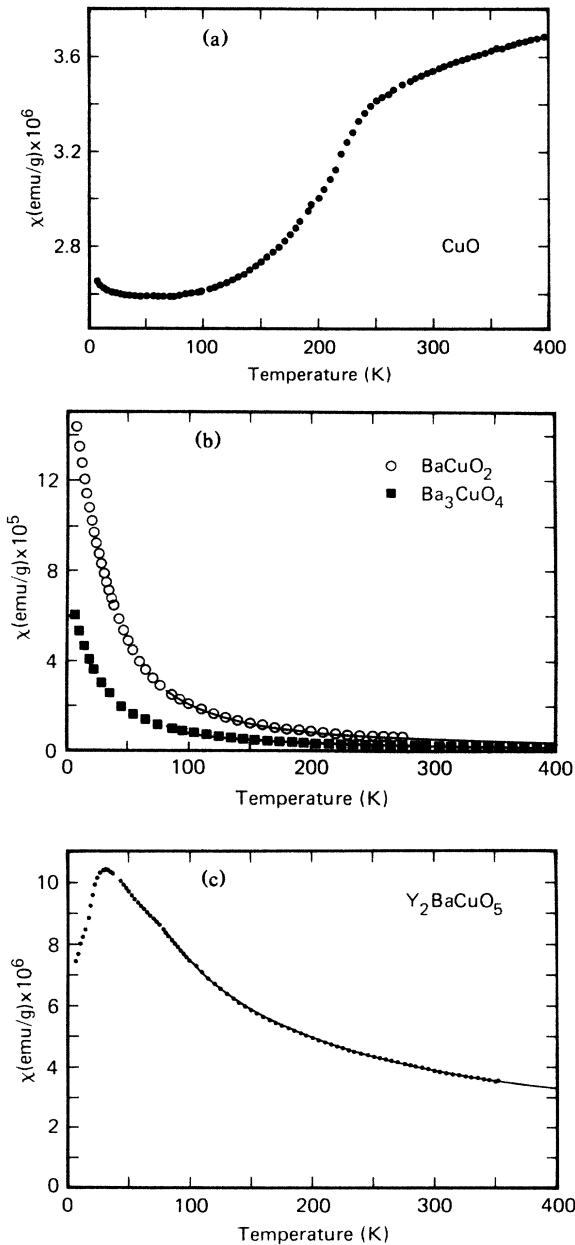 (a)
3.6
3.2
2.8
χ(emu/g)×10⁶
CuO
0 100 200 300 400
Temperature (K)
(b)
BaCuO₂
Ba₃CuO₄
12
8
4
0
χ(emu/g)×10⁵
0 100 200 300 400
Temperature (K)
(c)
Y₂BaCuO₅
10
8
6
4
2
0
χ(emu/g)×10⁶
0 100 200 300 400
Temperature (K)